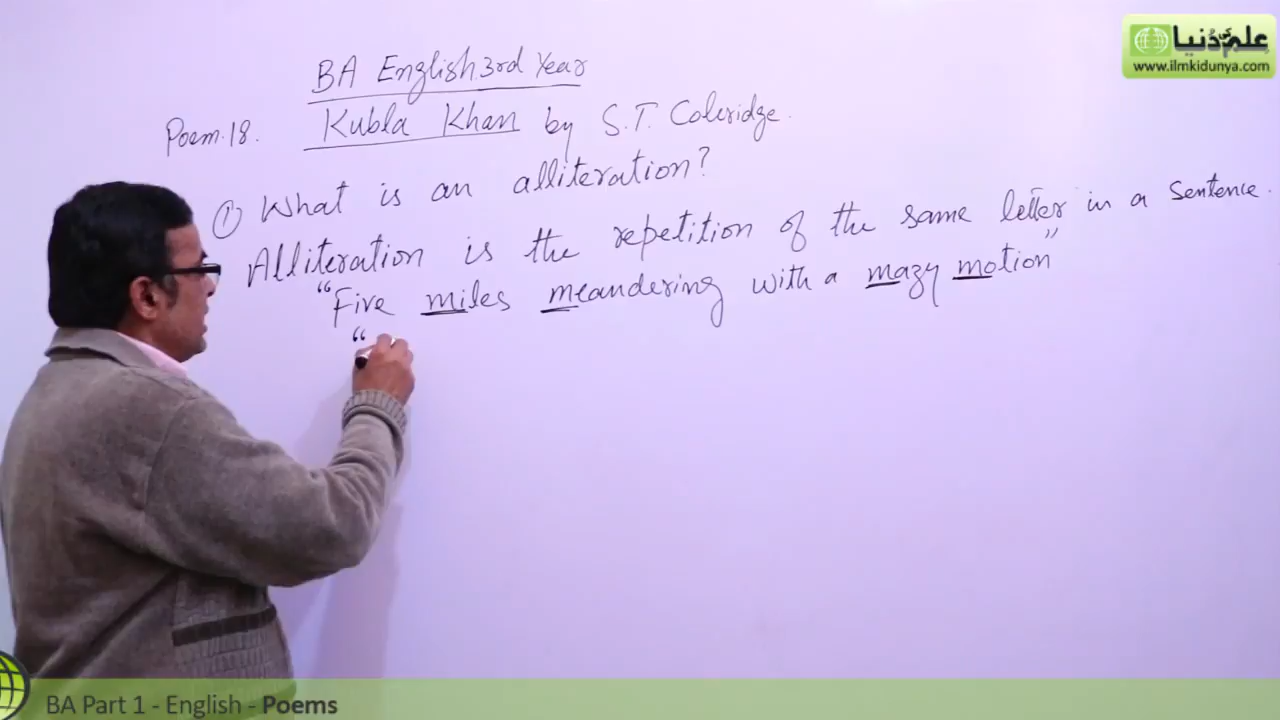 علم کی دُنیا
www.ilmkidunya.com
BA English 3rd Year
Poem.18. Kubla Khan by S.T. Coleridge.
① What is an alliteration?
Alliteration is the repetition of the same letter in a sentence.
"Five miles meandering with a mazy motion"
"
BA Part 1 - English - Poems